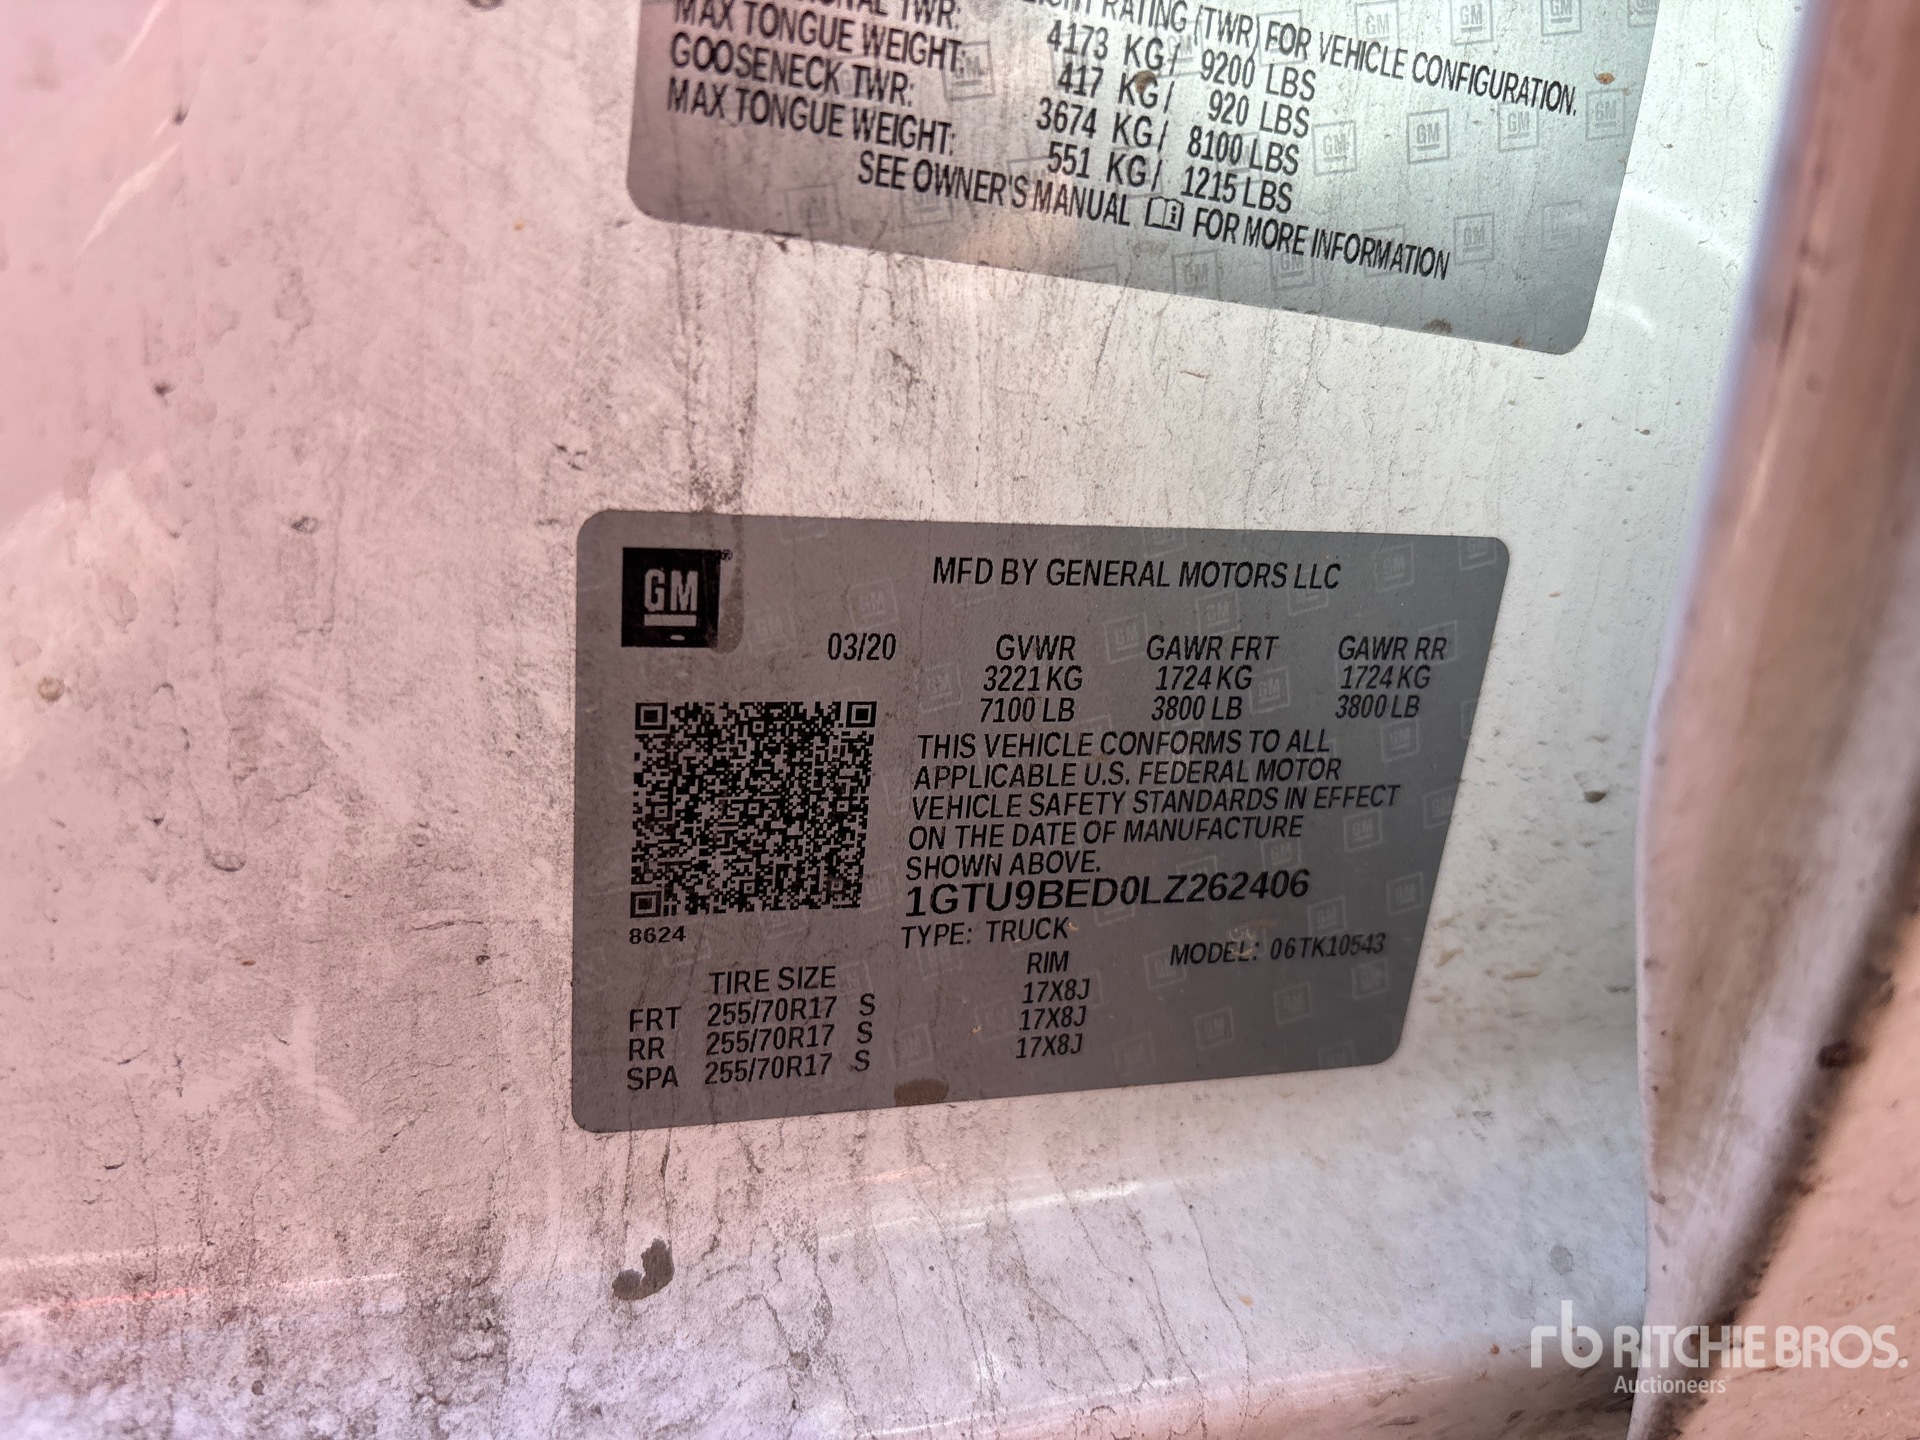 RATING (TWR) FOR VEHICLE CONFIGURATION.
TWR: 4173 KG/ 9200 LBS
MAX TONGUE WEIGHT: 417 KG/ 920 LBS
GOOSENECK TWR: 3674 KG/ 8100 LBS
MAX TONGUE WEIGHT: 551 KG/ 1215 LBS
SEE OWNER'S MANUAL FOR MORE INFORMATION
GM
MFD BY GENERAL MOTORS LLC
03/20 GVWR GAWR FRT GAWR RR
3221 KG 1724 KG 1724 KG
7100 LB 3800 LB 3800 LB
THIS VEHICLE CONFORMS TO ALL
APPLICABLE U.S. FEDERAL MOTOR
VEHICLE SAFETY STANDARDS IN EFFECT
ON THE DATE OF MANUFACTURE
SHOWN ABOVE.
1GTU9BED0LZ262406
8624
TYPE: TRUCK MODEL: 06TK10543
TIRE SIZE RIM
FRT 255/70R17 S 17X8J
RR 255/70R17 S 17X8J
SPA 255/70R17 S 17X8J
rb RITCHIE BROS.
Auctioneers